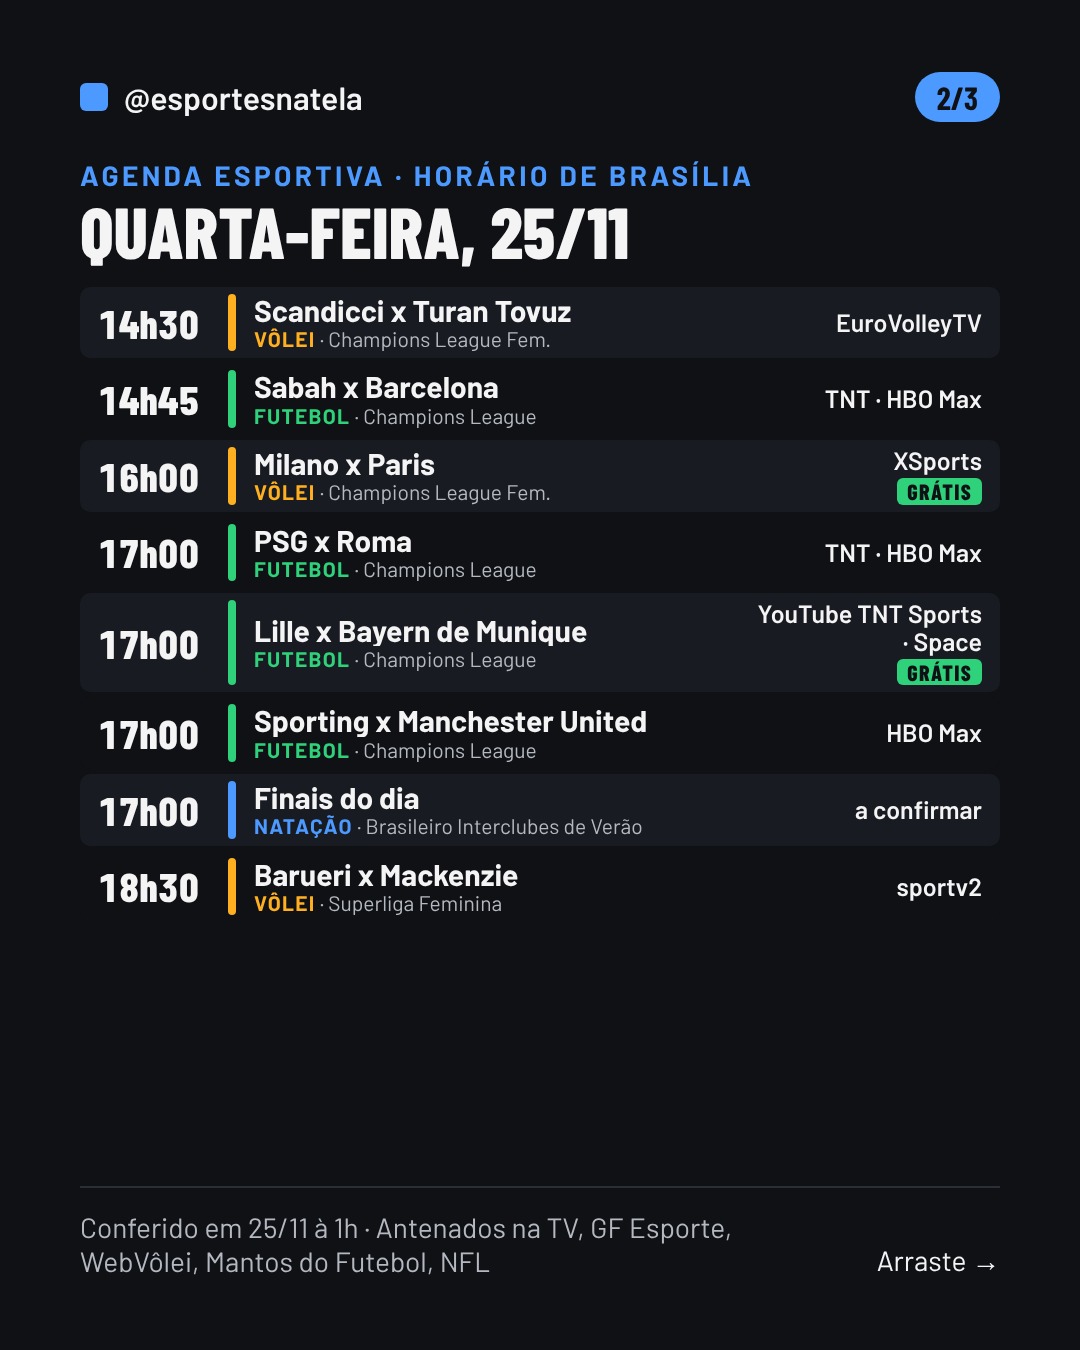 @esportesnatela
2/3
AGENDA ESPORTIVA · HORÁRIO DE BRASÍLIA
QUARTA-FEIRA, 25/11
14h30
Scandicci x Turan Tovuz
VÔLEI · Champions League Fem.
EuroVolleyTV
14h45
Sabah x Barcelona
FUTEBOL · Champions League
TNT · HBO Max
16h00
Milano x Paris
VÔLEI · Champions League Fem.
XSports
GRÁTIS
17h00
PSG x Roma
FUTEBOL · Champions League
TNT · HBO Max
17h00
Lille x Bayern de Munique
FUTEBOL · Champions League
YouTube TNT Sports
· Space
GRÁTIS
17h00
Sporting x Manchester United
FUTEBOL · Champions League
HBO Max
17h00
Finais do dia
NATAÇÃO · Brasileiro Interclubes de Verão
a confirmar
18h30
Barueri x Mackenzie
VÔLEI · Superliga Feminina
sportv2
Conferido em 25/11 à 1h · Antenados na TV, GF Esporte,
WebVôlei, Mantos do Futebol, NFL
Arraste →